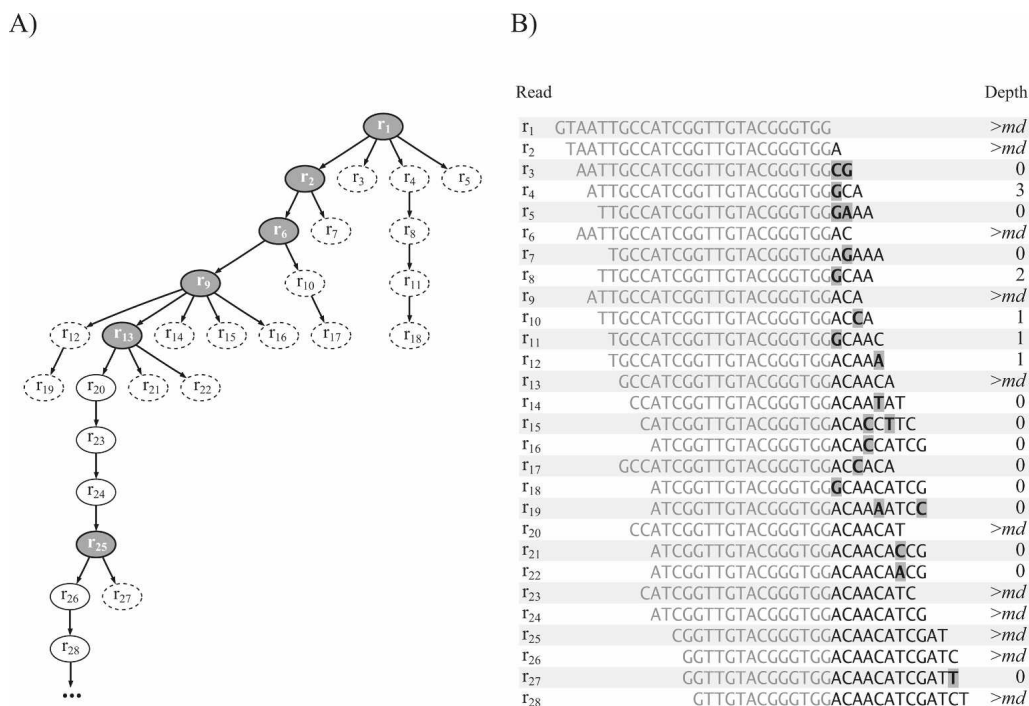 A)
r1
r2
r3
r4
r5
r6
r7
r8
r9
r10
r11
r12
r13
r14
r15
r16
r17
r18
r19
r20
r21
r22
r23
r24
r25
r26
r27
r28
•••
B)
Read Depth
r1 GTAATTGCCATCGGTTGTACGGGTGG >md
r2 TAATTGCCATCGGTTGTACGGGTGGA >md
r3 AATTGCCATCGGTTGTACGGGTGGCG 0
r4 ATTGCCATCGGTTGTACGGGTGGGCA 3
r5 TTGCCATCGGTTGTACGGGTGGGAAA 0
r6 AATTGCCATCGGTTGTACGGGTGGAC >md
r7 TGCCATCGGTTGTACGGGTGGAGAAA 0
r8 TTGCCATCGGTTGTACGGGTGGGCAA 2
r9 ATTGCCATCGGTTGTACGGGTGGACA >md
r10 TTGCCATCGGTTGTACGGGTGGACCA 1
r11 TGCCATCGGTTGTACGGGTGGGCAAC 1
r12 TGCCATCGGTTGTACGGGTGGACAAA 1
r13 GCCATCGGTTGTACGGGTGGACAACA >md
r14 CCATCGGTTGTACGGGTGGACAATAT 0
r15 CATCGGTTGTACGGGTGGACACCTTC 0
r16 ATCGGTTGTACGGGTGGACACCATCG 0
r17 GCCATCGGTTGTACGGGTGGACCACA 0
r18 ATCGGTTGTACGGGTGGGCAACATCG 0
r19 ATCGGTTGTACGGGTGGACAAAATCC 0
r20 CCATCGGTTGTACGGGTGGACAACAT >md
r21 ATCGGTTGTACGGGTGGACAACACCG 0
r22 ATCGGTTGTACGGGTGGACAACAACG 0
r23 CATCGGTTGTACGGGTGGACAACATC >md
r24 ATCGGTTGTACGGGTGGACAACATCG >md
r25 CGGTTGTACGGGTGGACAACATCGAT >md
r26 GGTTGTACGGGTGGACAACATCGATC >md
r27 GGTTGTACGGGTGGACAACATCGATT 0
r28 GTTGTACGGGTGGACAACATCGATCT >md